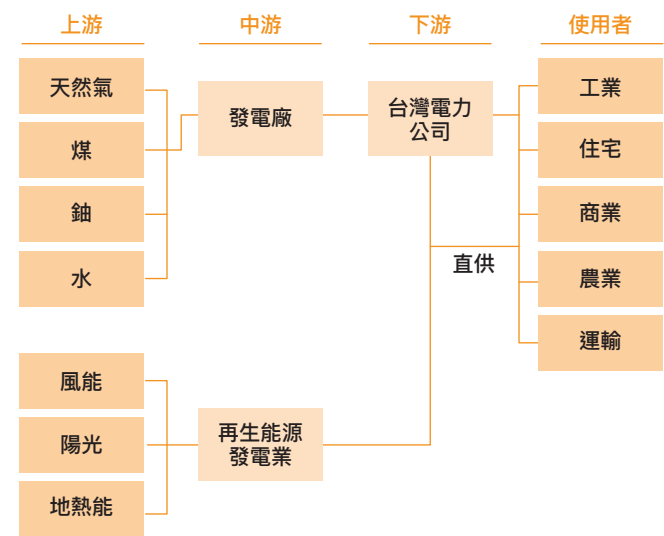 上游
中游
下游
使用者
天然氣
煤
鈾
水
發電廠
台灣電力
公司
工業
住宅
商業
農業
運輸
直供
風能
陽光
地熱能
再生能源
發電業